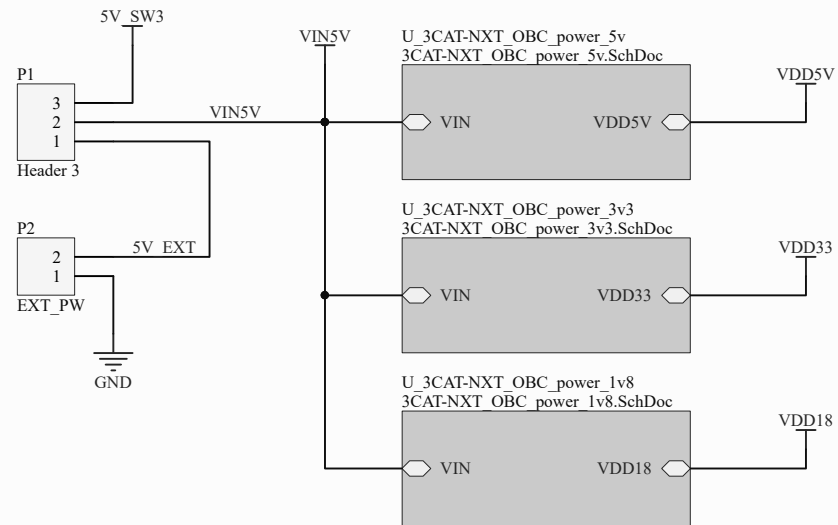 5V_SW3
P1
3
2
1
Header 3
VIN5V
P2
2
1
5V_EXT
EXT_PW
GND
VIN5V
U_3CAT-NXT_OBC_power_5v
3CAT-NXT_OBC_power_5v.SchDoc
VIN
VDD5V
VDD5V
U_3CAT-NXT_OBC_power_3v3
3CAT-NXT_OBC_power_3v3.SchDoc
VIN
VDD33
VDD33
U_3CAT-NXT_OBC_power_1v8
3CAT-NXT_OBC_power_1v8.SchDoc
VIN
VDD18
VDD18